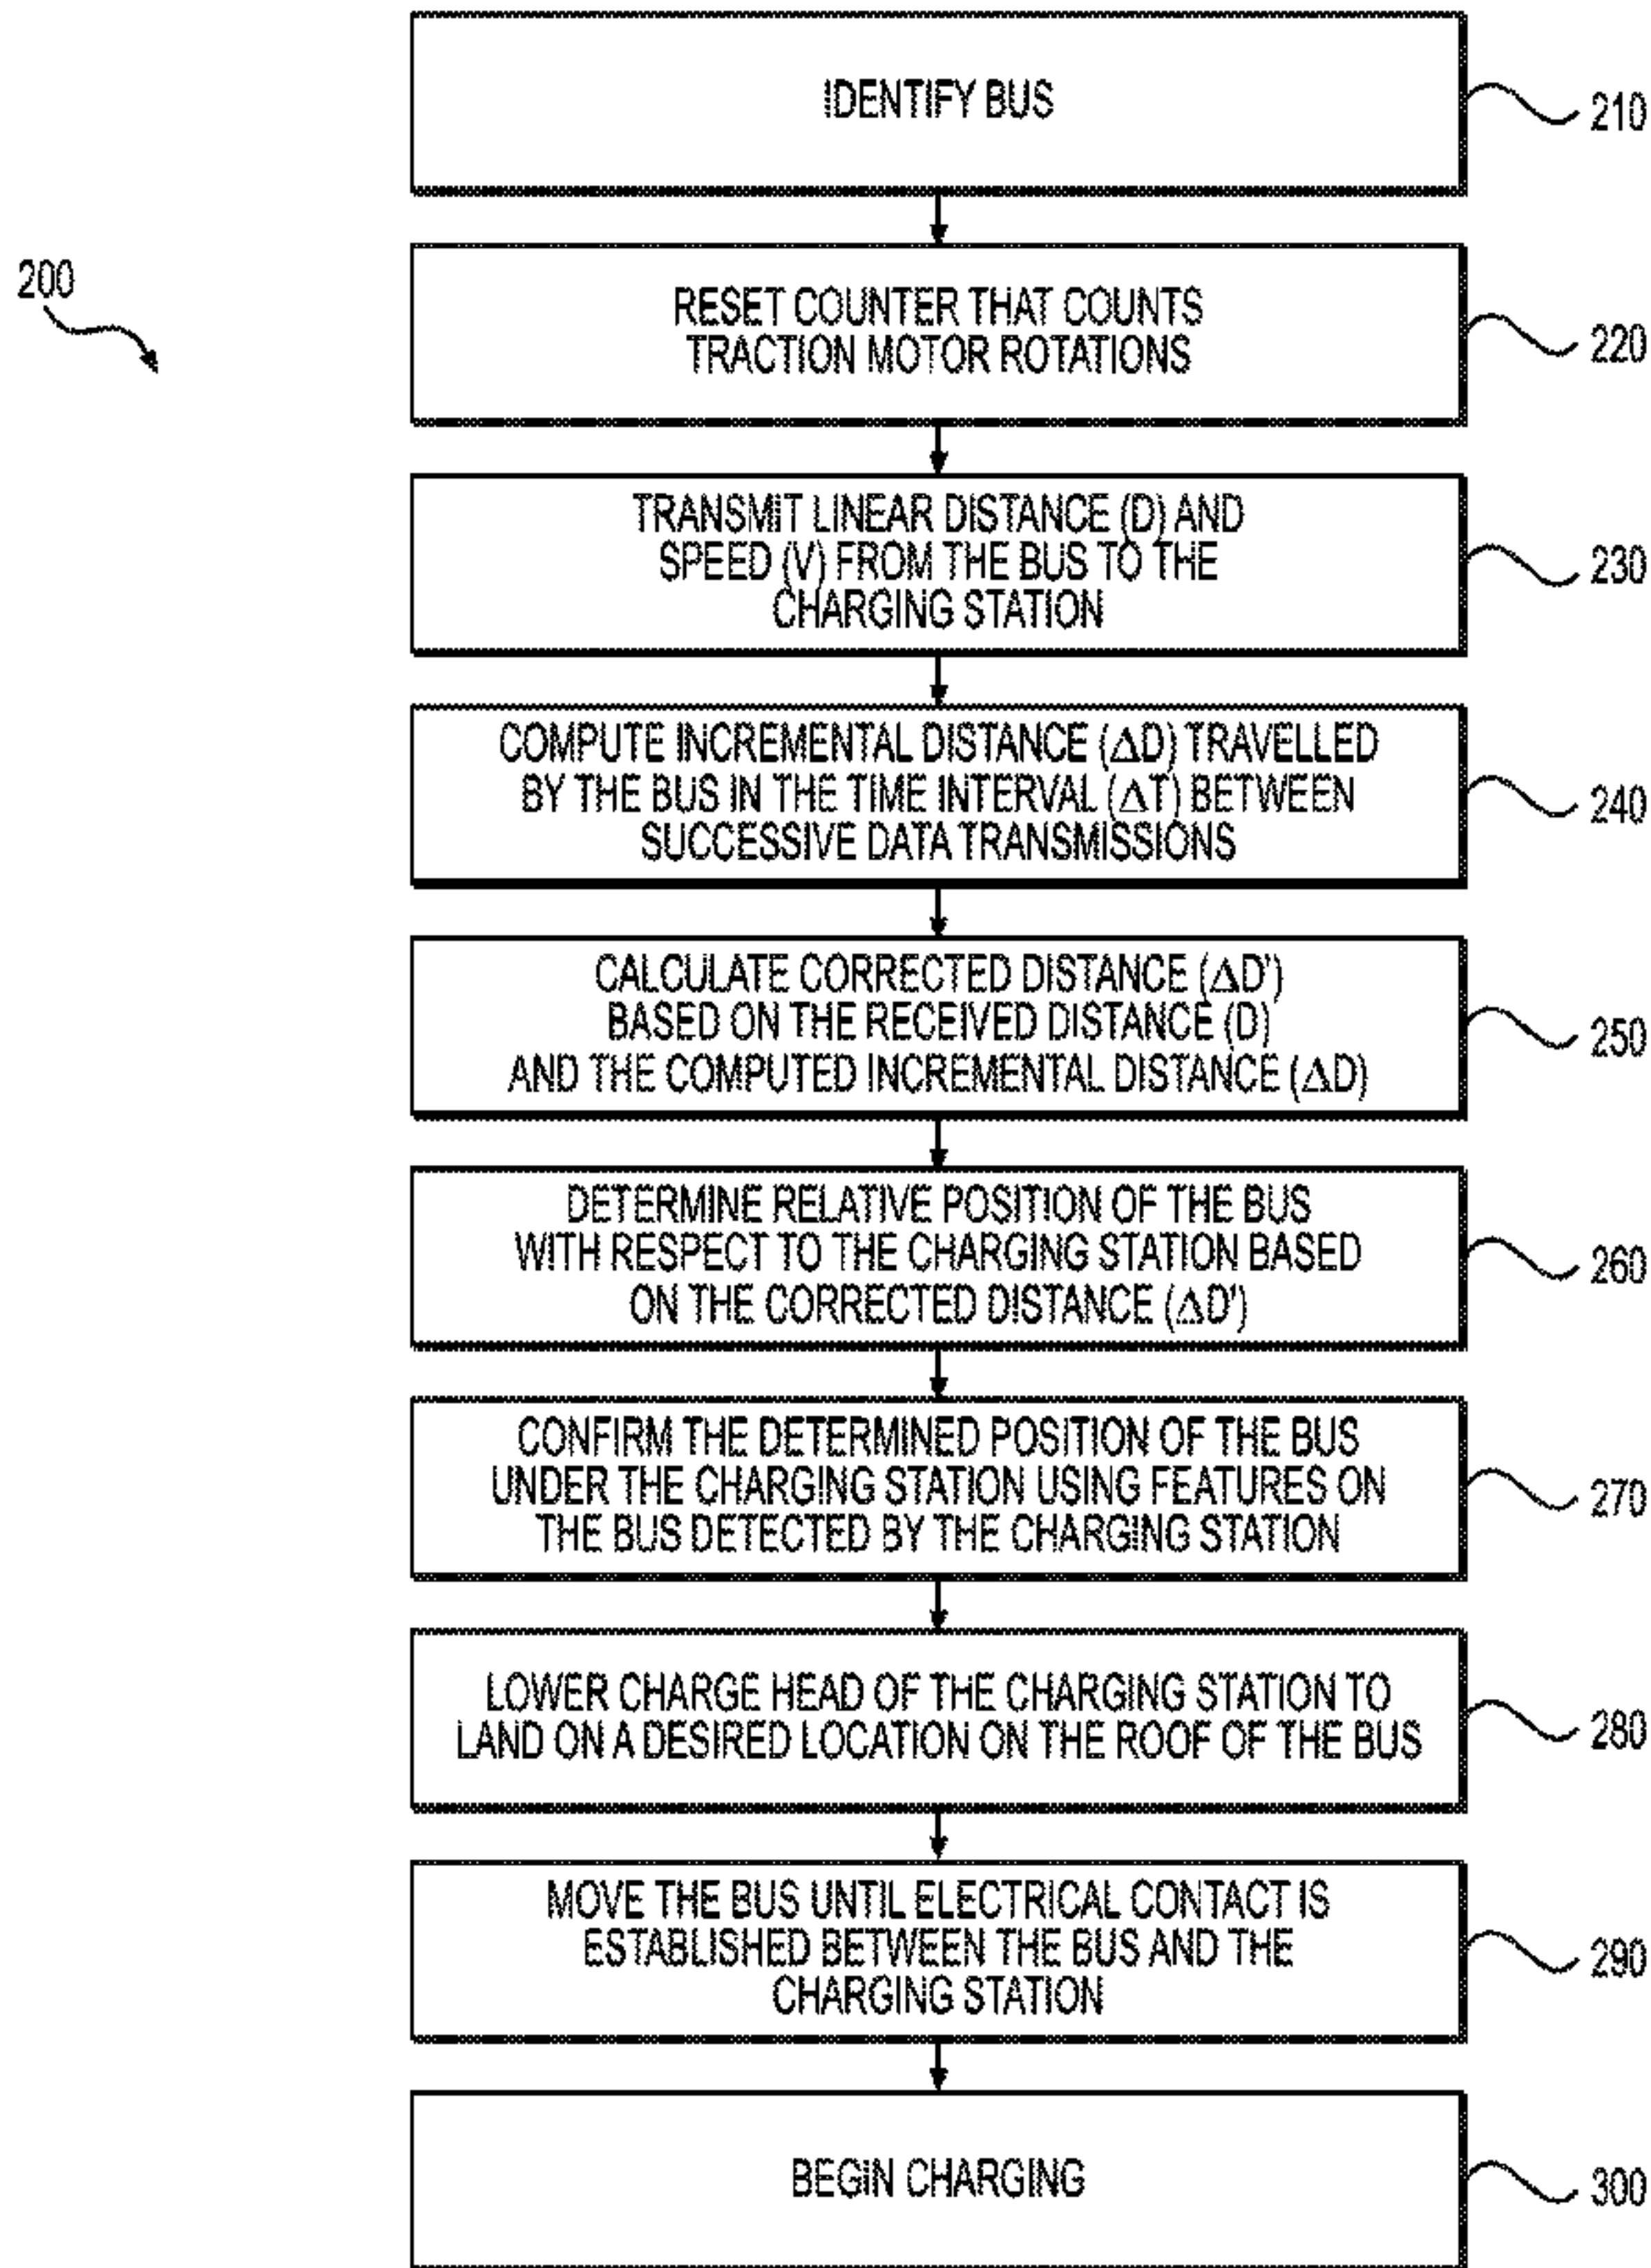 IDENTIFY BUS
210
200
RESET COUNTER THAT COUNTS
TRACTION MOTOR ROTATIONS
220
TRANSMIT LINEAR DISTANCE (D) AND
SPEED (V) FROM THE BUS TO THE
CHARGING STATION
230
COMPUTE INCREMENTAL DISTANCE (ΔD) TRAVELLED
BY THE BUS IN THE TIME INTERVAL (ΔT) BETWEEN
SUCCESSIVE DATA TRANSMISSIONS
240
CALCULATE CORRECTED DISTANCE (ΔD')
BASED ON THE RECEIVED DISTANCE (D)
AND THE COMPUTED INCREMENTAL DISTANCE (ΔD)
250
DETERMINE RELATIVE POSITION OF THE BUS
WITH RESPECT TO THE CHARGING STATION BASED
ON THE CORRECTED DISTANCE (ΔD')
260
CONFIRM THE DETERMINED POSITION OF THE BUS
UNDER THE CHARGING STATION USING FEATURES ON
THE BUS DETECTED BY THE CHARGING STATION
270
LOWER CHARGE HEAD OF THE CHARGING STATION TO
LAND ON A DESIRED LOCATION ON THE ROOF OF THE BUS
280
MOVE THE BUS UNTIL ELECTRICAL CONTACT IS
ESTABLISHED BETWEEN THE BUS AND THE
CHARGING STATION
290
BEGIN CHARGING
300